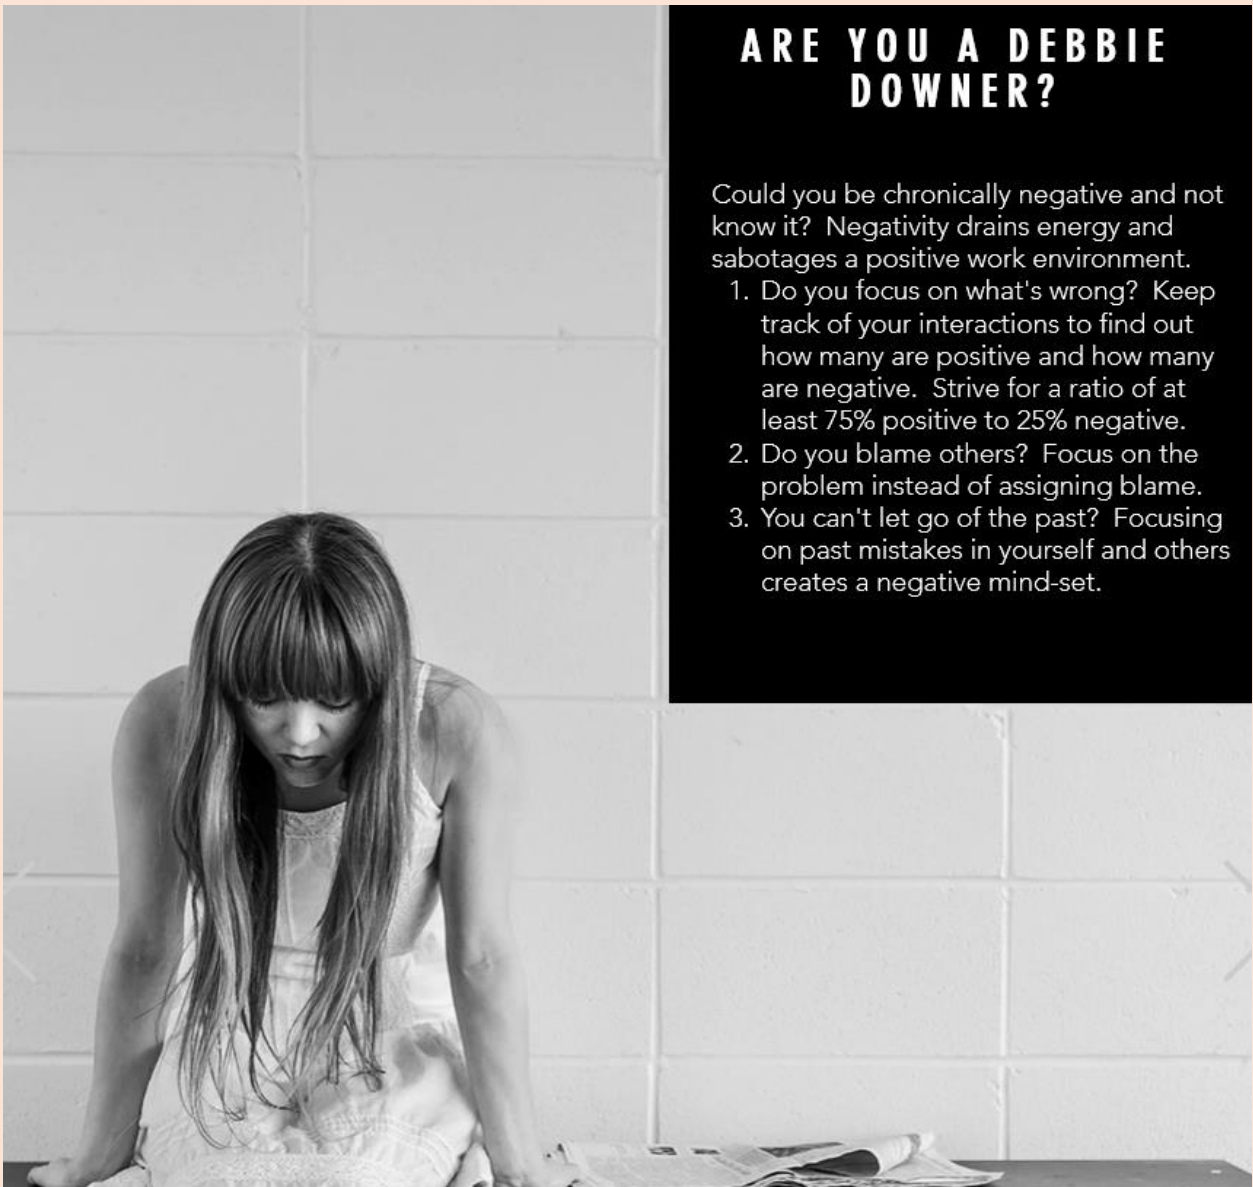 ARE YOU A DEBBIE
DOWNER?
Could you be chronically negative and not
know it?  Negativity drains energy and
sabotages a positive work environment.
1. Do you focus on what's wrong?  Keep
track of your interactions to find out
how many are positive and how many
are negative.  Strive for a ratio of at
least 75% positive to 25% negative.
2. Do you blame others?  Focus on the
problem instead of assigning blame.
3. You can't let go of the past?  Focusing
on past mistakes in yourself and others
creates a negative mind-set.